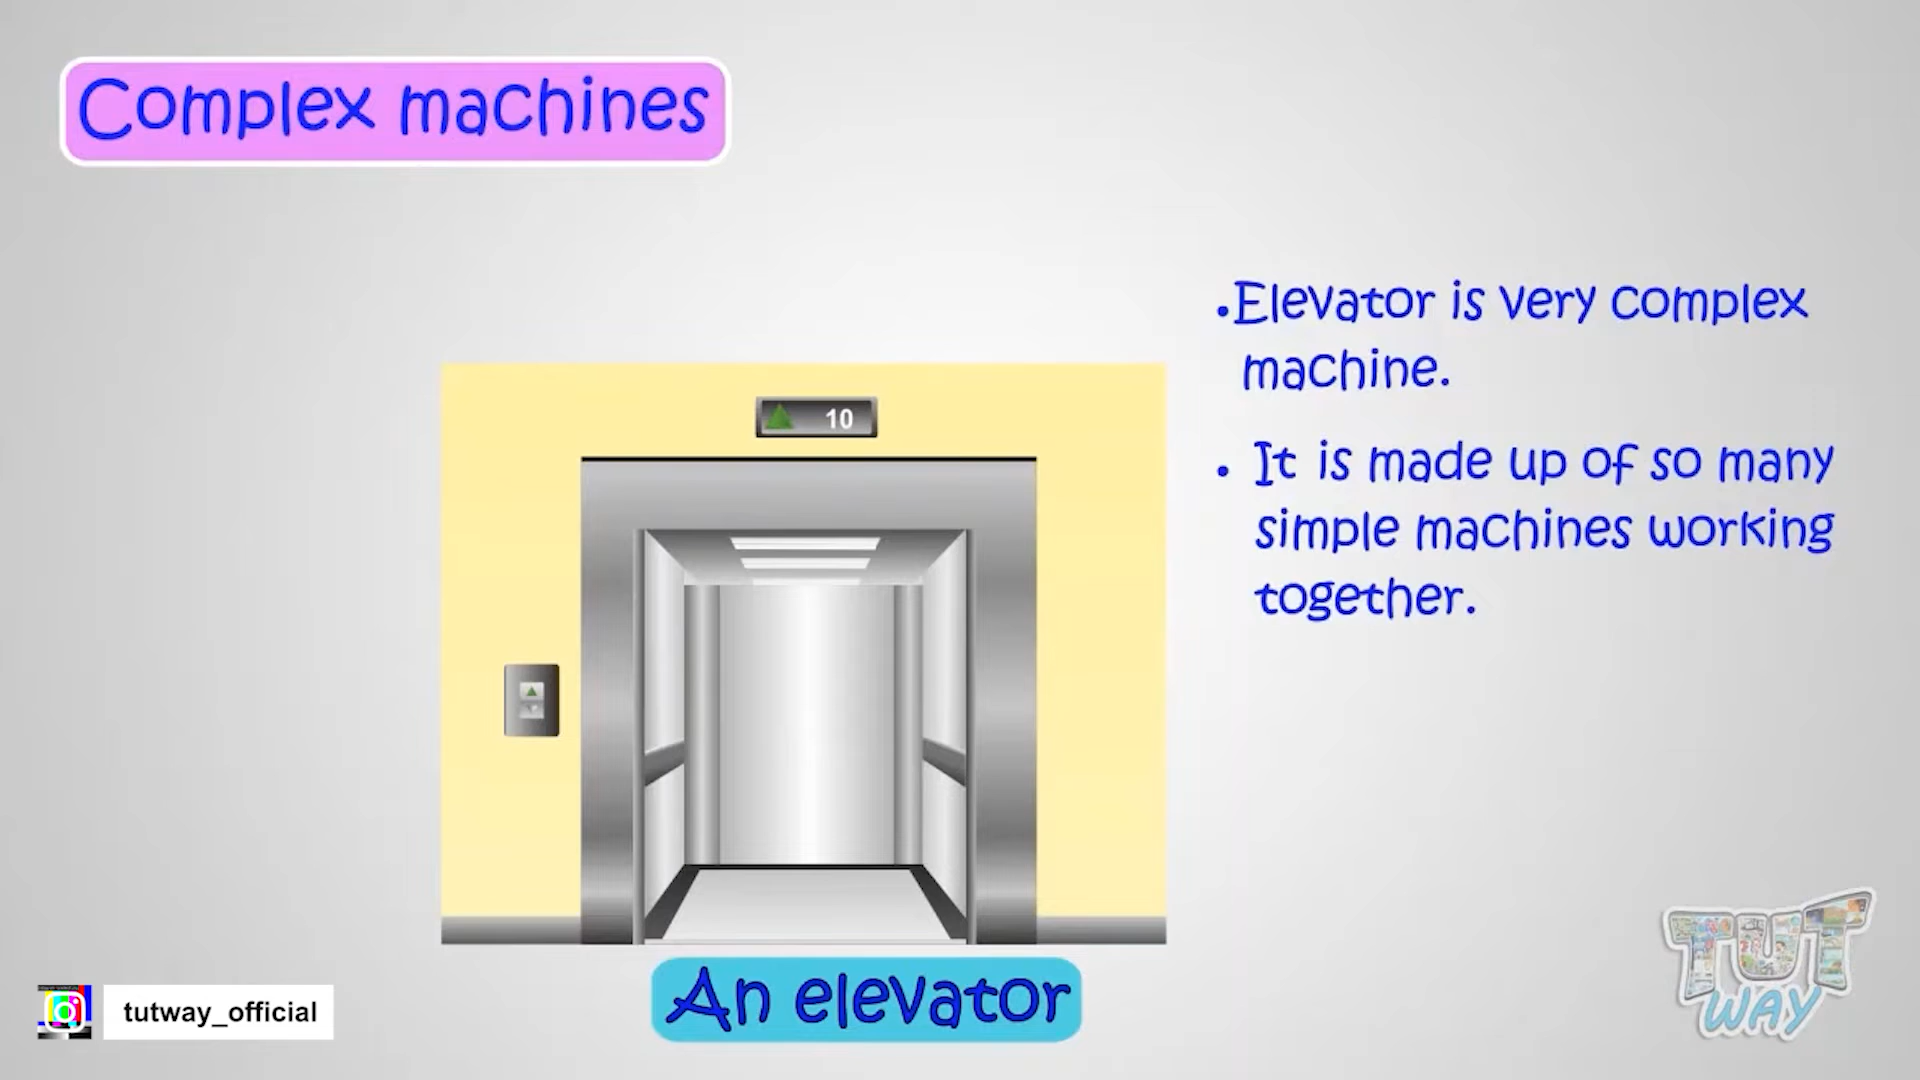 Complex machines
•Elevator is very complex
machine.
• It is made up of so many
simple machines working
together.
10
An elevator
tutway_official
TUT
WAY